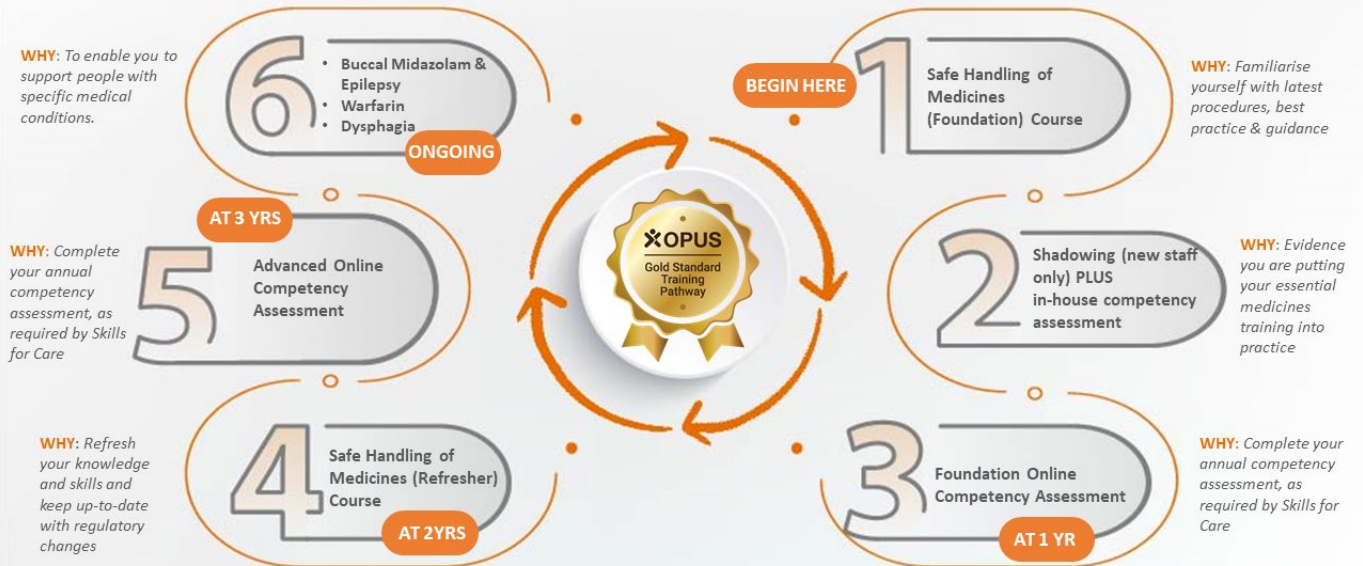 BEGIN HERE
1
Safe Handling of
Medicines
(Foundation) Course
WHY: Familiarise
yourself with latest
procedures, best
practice & guidance
2
Shadowing (new staff
only) PLUS
in-house competency
assessment
WHY: Evidence
you are putting
your essential
medicines
training into
practice
3
Foundation Online
Competency Assessment
AT 1 YR
WHY: Complete your
annual competency
assessment, as
required by Skills for
Care
4
Safe Handling of
Medicines (Refresher)
Course
AT 2YRS
WHY: Refresh
your knowledge
and skills and
keep up-to-date
with regulatory
changes
AT 3 YRS
5
Advanced Online
Competency
Assessment
WHY: Complete
your annual
competency
assessment, as
required by Skills
for Care
6
• Buccal Midazolam &
Epilepsy
• Warfarin
• Dysphagia
ONGOING
WHY: To enable you to
support people with
specific medical
conditions.
OPUS
Gold Standard
Training
Pathway